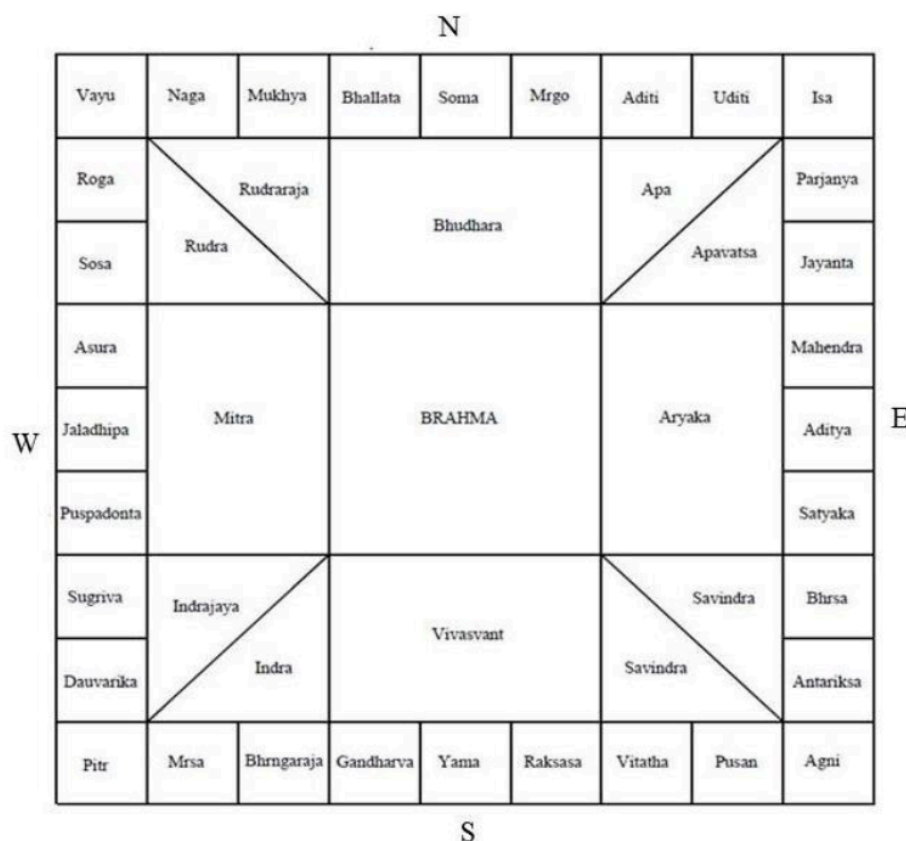 N
Vayu Naga Mukhya Bhallata Soma Mrgo Aditi Uditi Isa
Roga Rudraraja Apa Parjanya
Bhudhara
Rudra Apavatsa
Sosa Jayanta
Asura Mahendra
Mitra BRAHMA Aryaka
W Jaladhipa Aditya E
Puspadonta Satyaka
Sugriva Indrajaya Savindra Bhrsa
Vivasvant
Indra Savindra
Dauvarika Antariksa
Pitr Mrsa Bhrngaraja Gandharva Yama Raksasa Vitatha Pusan Agni
S